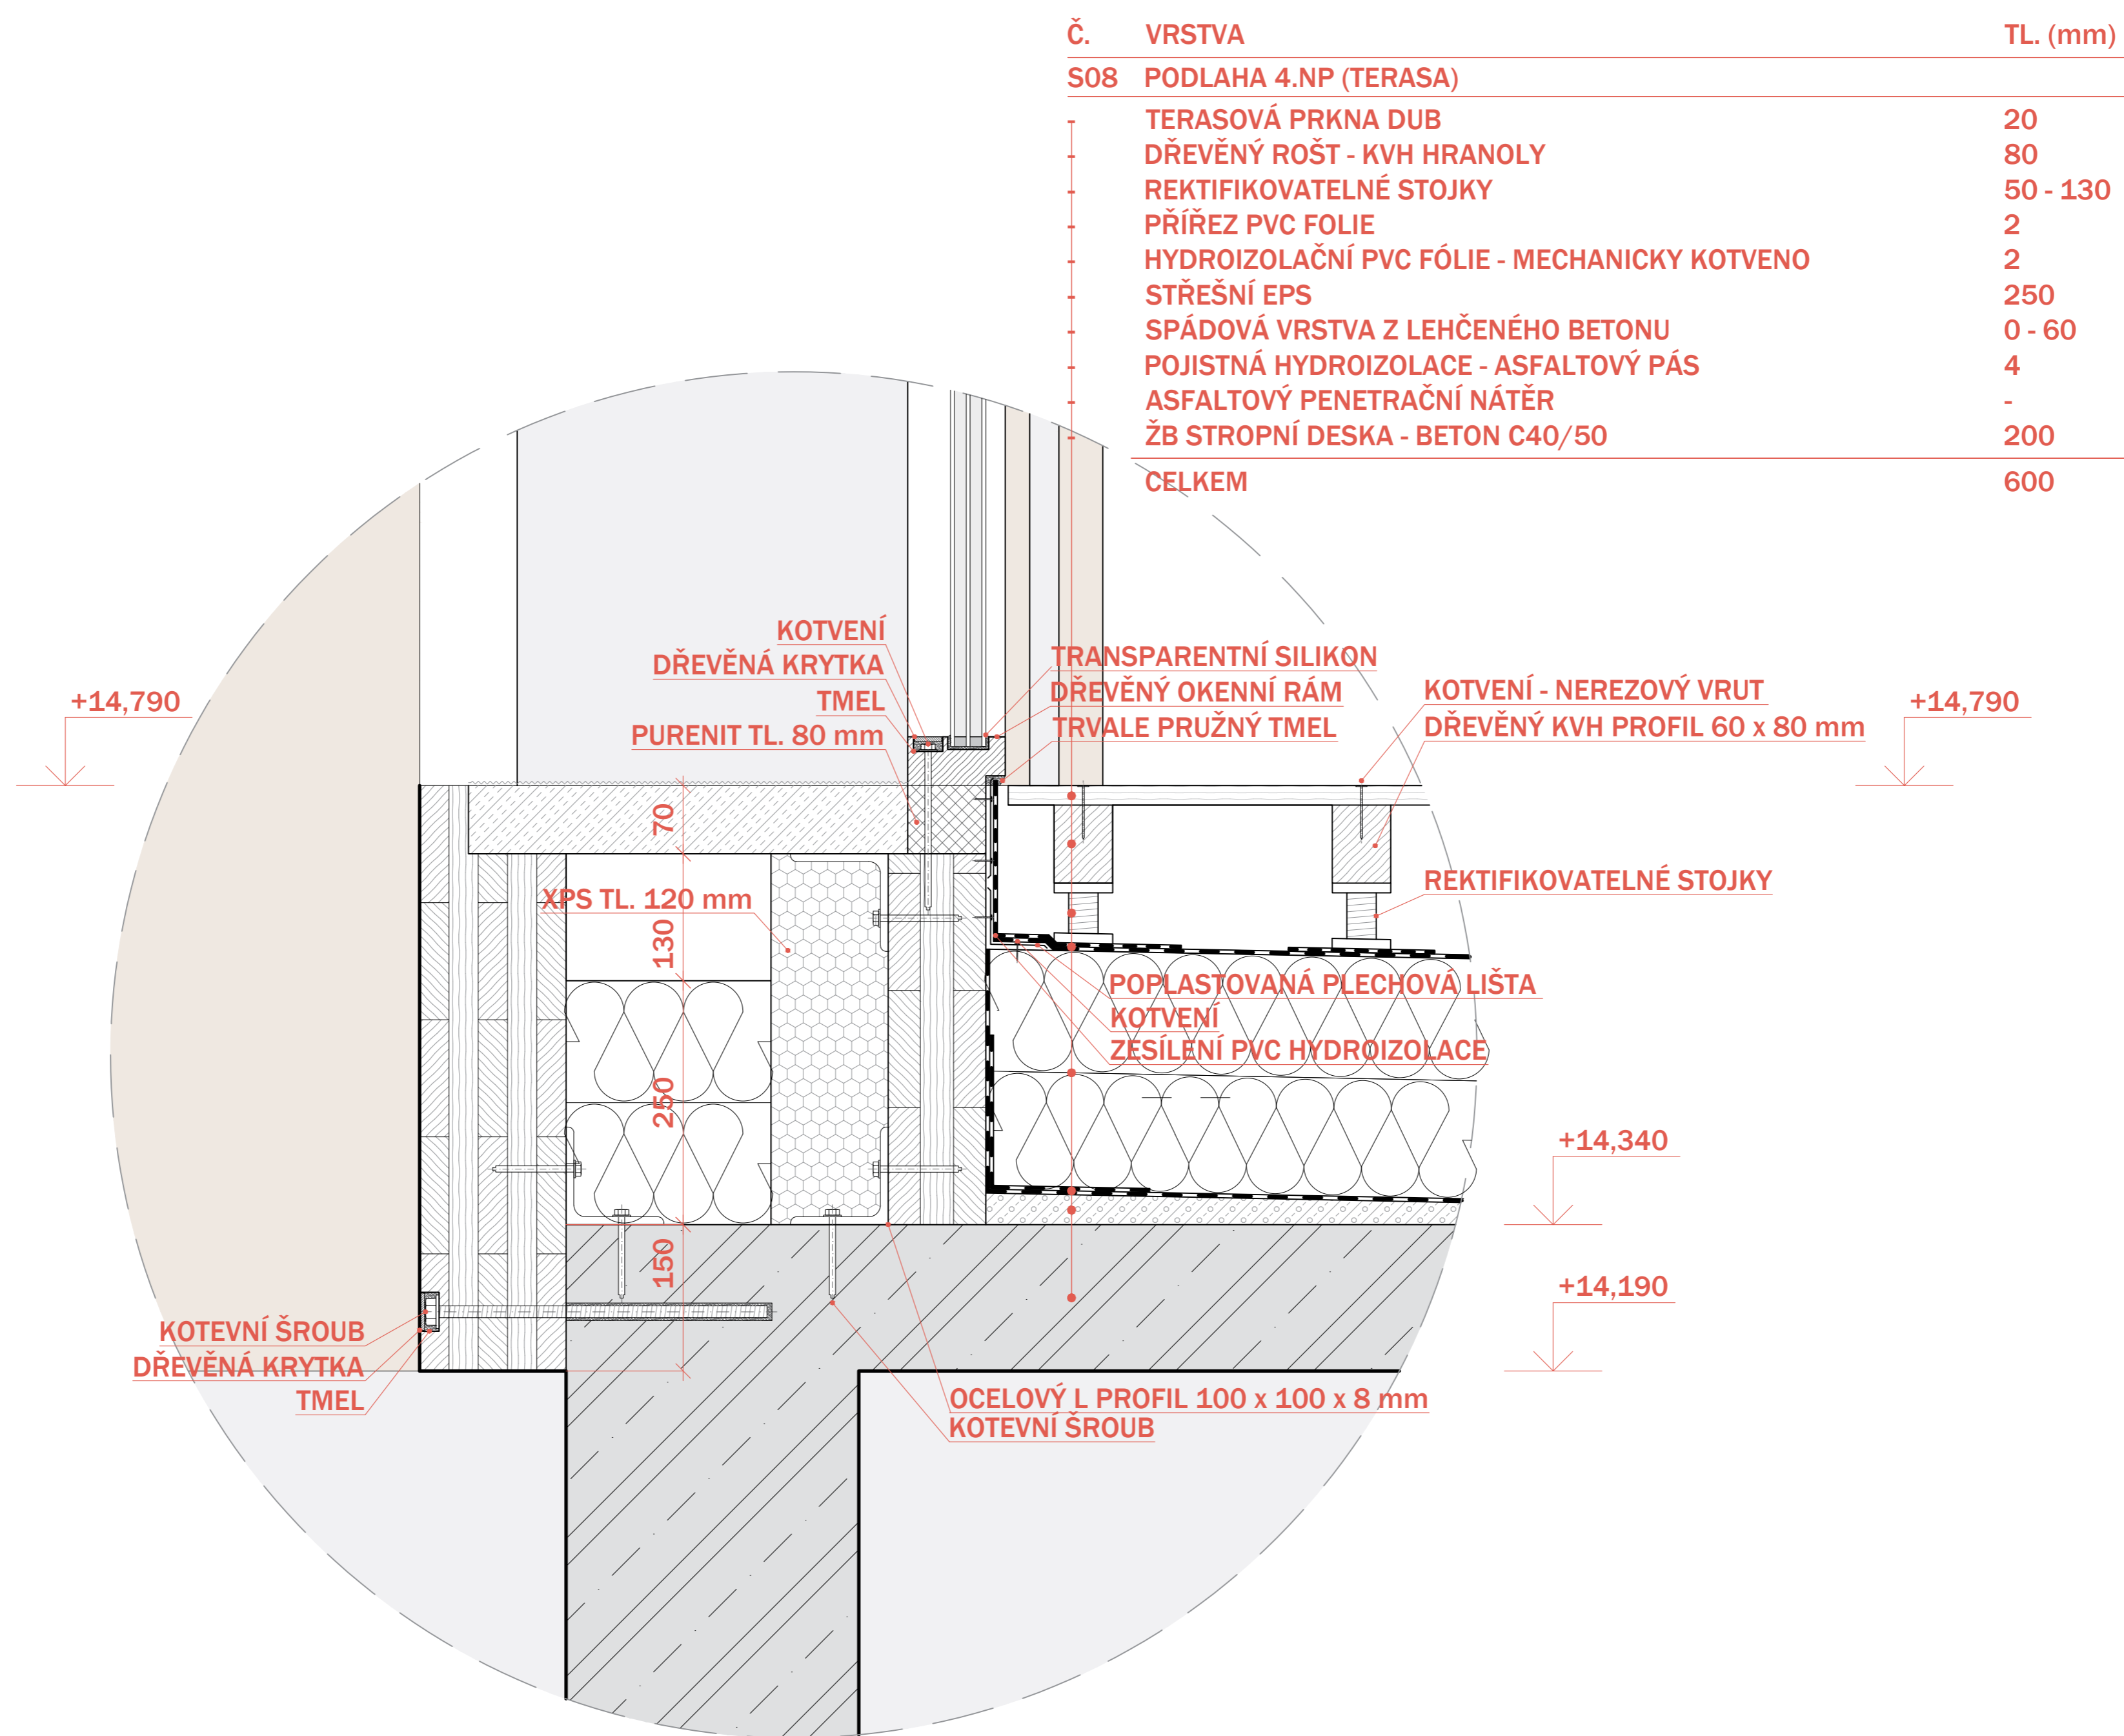 Č. VRSTVA TL. (mm)
S08 PODLAHA 4.NP (TERASA)
TERASOVÁ PRKNA DUB 20
DŘEVĚNÝ ROŠT - KVH HRANOLY 80
REKTIFIKOVATELNÉ STOJKY 50 - 130
PŘÍŘEZ PVC FOLIE 2
HYDROIZOLAČNÍ PVC FÓLIE - MECHANICKY KOTVENO 2
STŘEŠNÍ EPS 250
SPÁDOVÁ VRSTVA Z LEHČENÉHO BETONU 0 - 60
POJISTNÁ HYDROIZOLACE - ASFALTOVÝ PÁS 4
ASFALTOVÝ PENETRAČNÍ NÁTĚR -
ŽB STROPNÍ DESKA - BETON C40/50 200
CELKEM 600
KOTVENÍ
DŘEVĚNÁ KRYTKA
TMEL
PURENIT TL. 80 mm
TRANSPARENTNÍ SILIKON
DŘEVĚNÝ OKENNÍ RÁM
TRVALE PRUŽNÝ TMEL
KOTVENÍ - NEREZOVÝ VRUT
DŘEVĚNÝ KVH PROFIL 60 x 80 mm
+14,790
+14,790
70
XPS TL. 120 mm
REKTIFIKOVATELNÉ STOJKY
130
POPLASTOVANÁ PLECHOVÁ LIŠTA
KOTVENÍ
ZESÍLENÍ PVC HYDROIZOLACE
250
+14,340
150
+14,190
KOTEVNÍ ŠROUB
DŘEVĚNÁ KRYTKA
TMEL
OCELOVÝ L PROFIL 100 x 100 x 8 mm
KOTEVNÍ ŠROUB